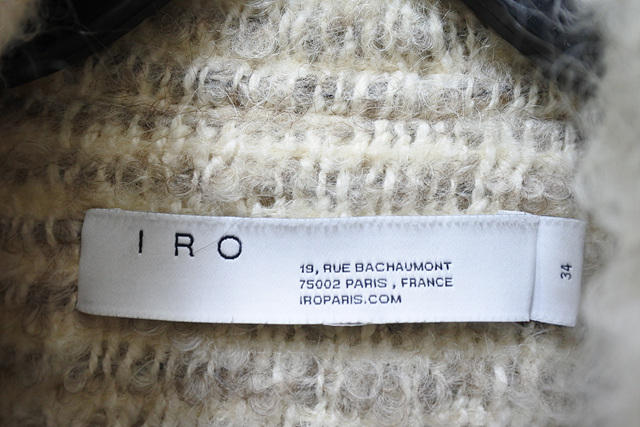 IRO
19, RUE BACHAUMONT
75002 PARIS , FRANCE
IROPARIS.COM
34